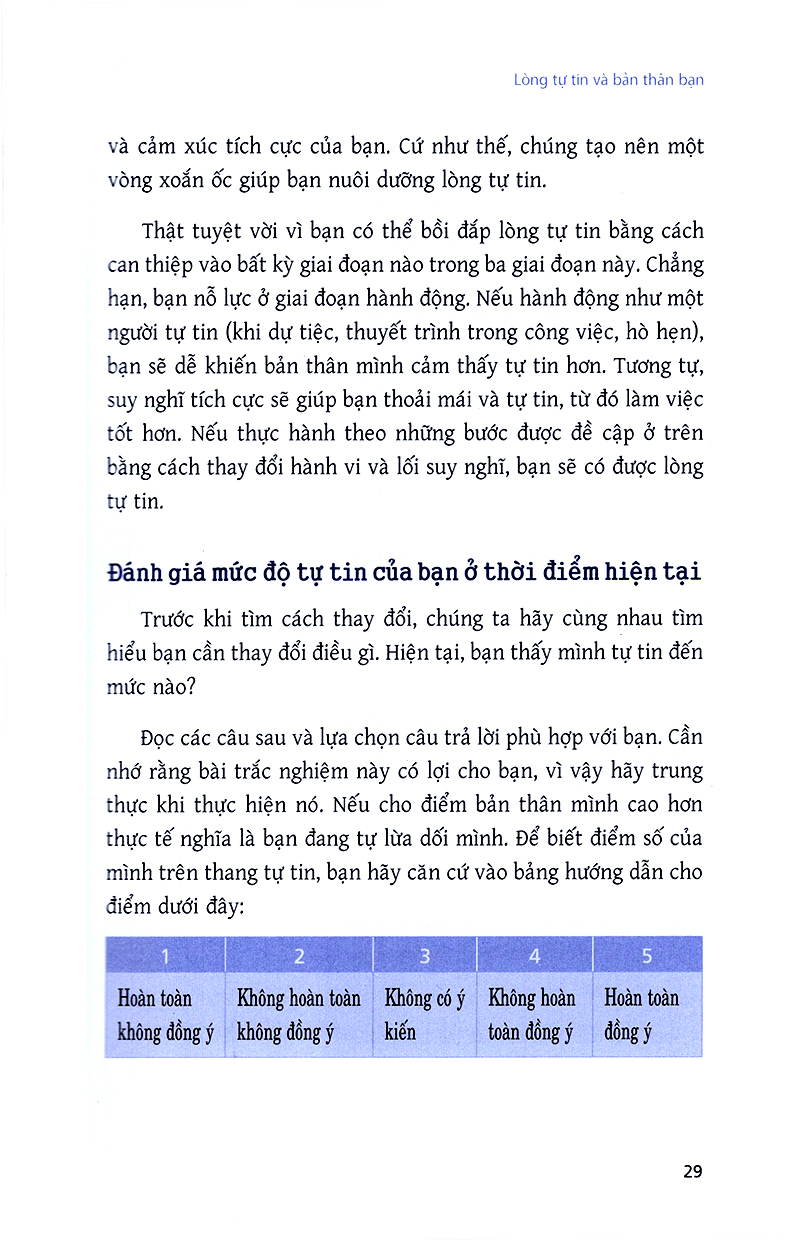 Lòng tự tin và bản thân bạn
và cảm xúc tích cực của bạn. Cứ như thế, chúng tạo nên một
vòng xoắn ốc giúp bạn nuôi dưỡng lòng tự tin.
Thật tuyệt vời vì bạn có thể bồi đắp lòng tự tin bằng cách
can thiệp vào bất kỳ giai đoạn nào trong ba giai đoạn này. Chẳng
hạn, bạn nỗ lực ở giai đoạn hành động. Nếu hành động như một
người tự tin (khi dự tiệc, thuyết trình trong công việc, hò hẹn),
bạn sẽ dễ khiến bản thân mình cảm thấy tự tin hơn. Tương tự,
suy nghĩ tích cực sẽ giúp bạn thoải mái và tự tin, từ đó làm việc
tốt hơn. Nếu thực hành theo những bước được đề cập ở trên
bằng cách thay đổi hành vi và lối suy nghĩ, bạn sẽ có được lòng
tự tin.
Đánh giá mức độ tự tin của bạn ở thời điểm hiện tại
Trước khi tìm cách thay đổi, chúng ta hãy cùng nhau tìm
hiểu bạn cần thay đổi điều gì. Hiện tại, bạn thấy mình tự tin đến
mức nào?
Đọc các câu sau và lựa chọn câu trả lời phù hợp với bạn. Cần
nhớ rằng bài trắc nghiệm này có lợi cho bạn, vì vậy hãy trung
thực khi thực hiện nó. Nếu cho điểm bản thân mình cao hơn
thực tế nghĩa là bạn đang tự lừa dối mình. Để biết điểm số của
mình trên thang tự tin, bạn hãy căn cứ vào bảng hướng dẫn cho
điểm dưới đây:
1 2 3 4 5
Hoàn toàn Không hoàn toàn Không có ý Không hoàn Hoàn toàn
không đồng ý không đồng ý kiến toàn đồng ý đồng ý
29